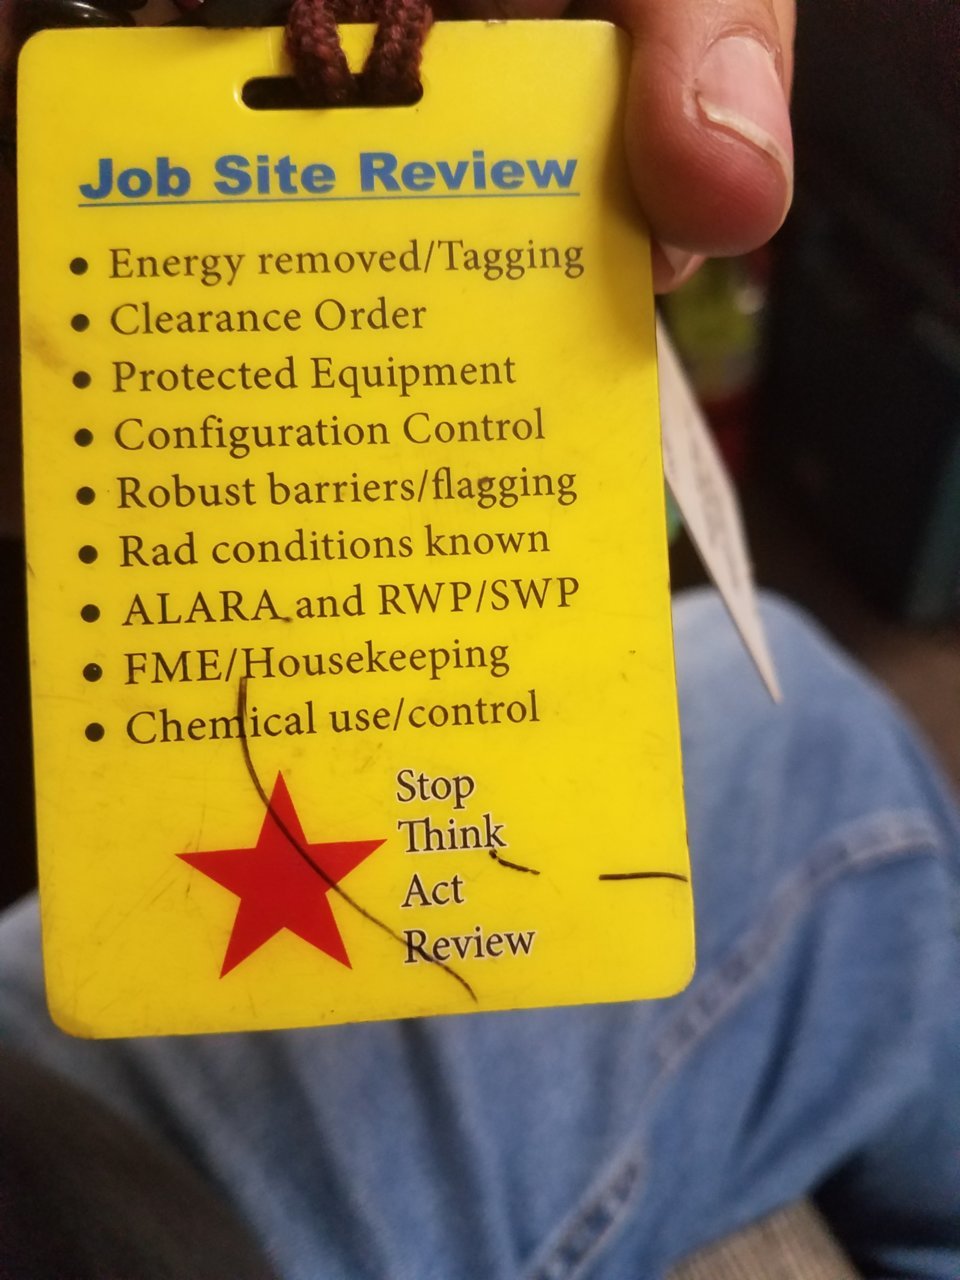 Job Site Review
• Energy removed/Tagging
• Clearance Order
• Protected Equipment
• Configuration Control
• Robust barriers/flagging
• Rad conditions known
• ALARA and RWP/SWP
• FME/Housekeeping
• Chemical use/control
Stop
Think
Act
Review